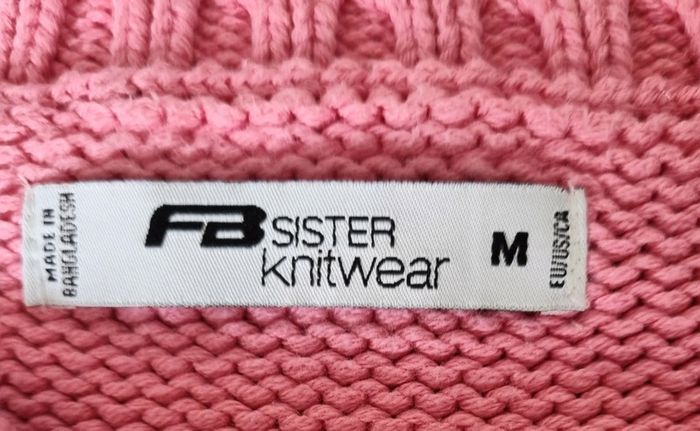 MADE IN
BANGLADESH
FB SISTER
knitwear
M
EU/US/CA